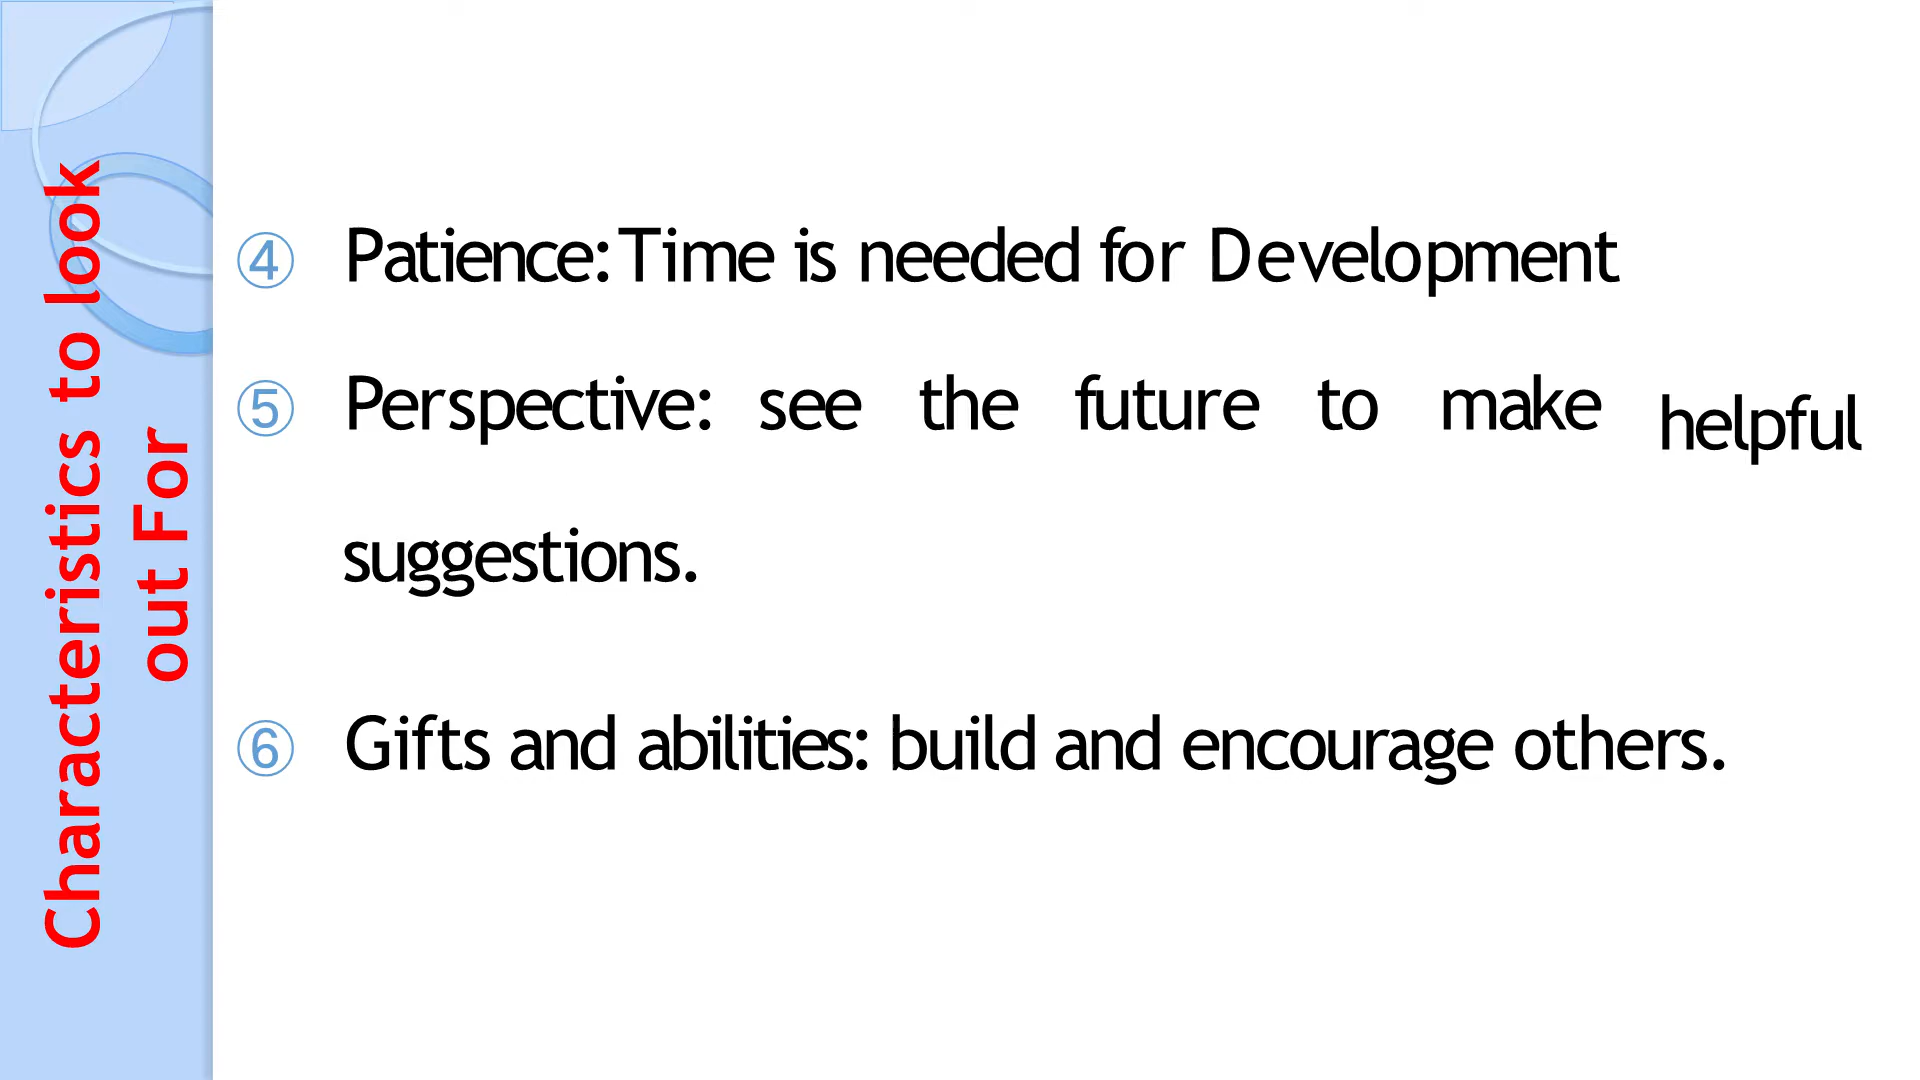 Characteristics to look
out For
④ Patience: Time is needed for Development
⑤ Perspective: see the future to make helpful
suggestions.
⑥ Gifts and abilities: build and encourage others.